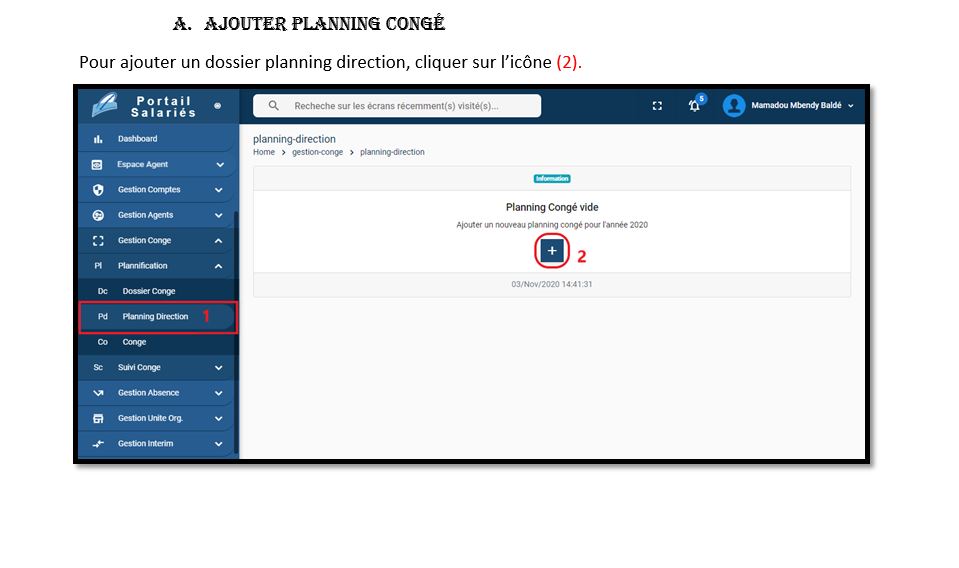 A. AJOUTER PLANNING CONGÉ
Pour ajouter un dossier planning direction, cliquer sur l'icône (2).
Portail
Salariés
Recheche sur les écrans récemment(s) visité(s)...
5
Mamadou Mbendy Baldé
Dashboard
Espace Agent
Gestion Comptes
Gestion Agents
Gestion Conge
Pl Plannification
Dc Dossier Conge
Pd Planning Direction 1
Co Conge
Sc Suivi Conge
Gestion Absence
Gestion Unite Org.
Gestion Interim
planning-direction
Home > gestion-conge > planning-direction
Information
Planning Congé vide
Ajouter un nouveau planning congé pour l'année 2020
+ 2
03/Nov/2020 14:41:31